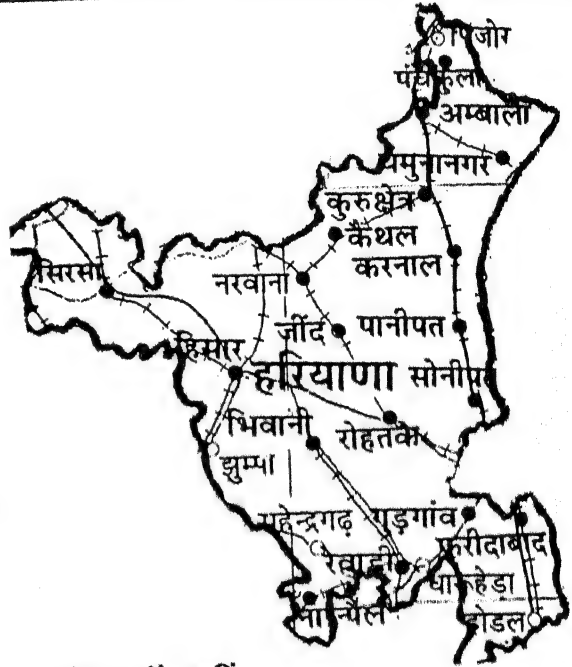 पिंजोर
पंचकुला
अम्बाला
यमुनानगर
कुरुक्षेत्र
कैंथल
करनाल
सिरसा
नरवाना
जींद
पानीपत
हिसार
हरियाणा
सोनीपत
भिवानी
रोहतक
झुम्पा
महेन्द्रगढ़
गुड़गांव
फरीदाबाद
रेवाड़ी
धारुहेड़ा
होडल